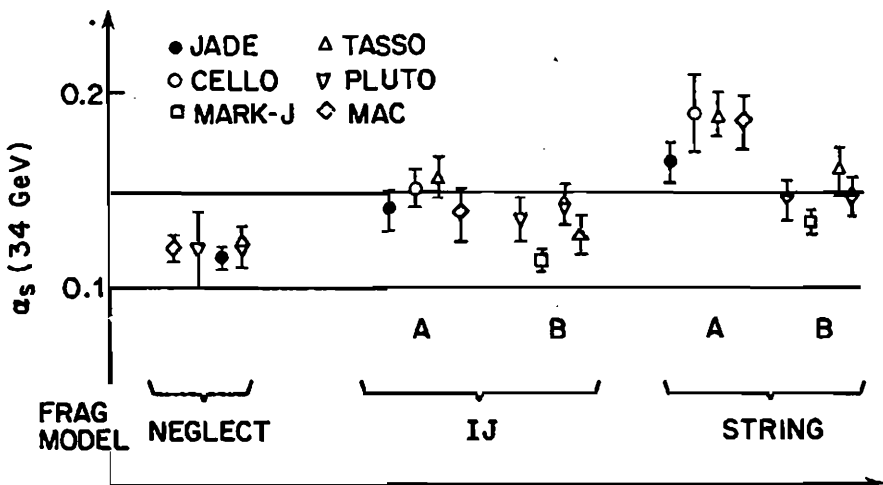 JADE TASSO
CELLO PLUTO
MARK-J MAC
0.2
αs (34 GeV)
0.1
A B A B
FRAG
MODEL NEGLECT IJ STRING